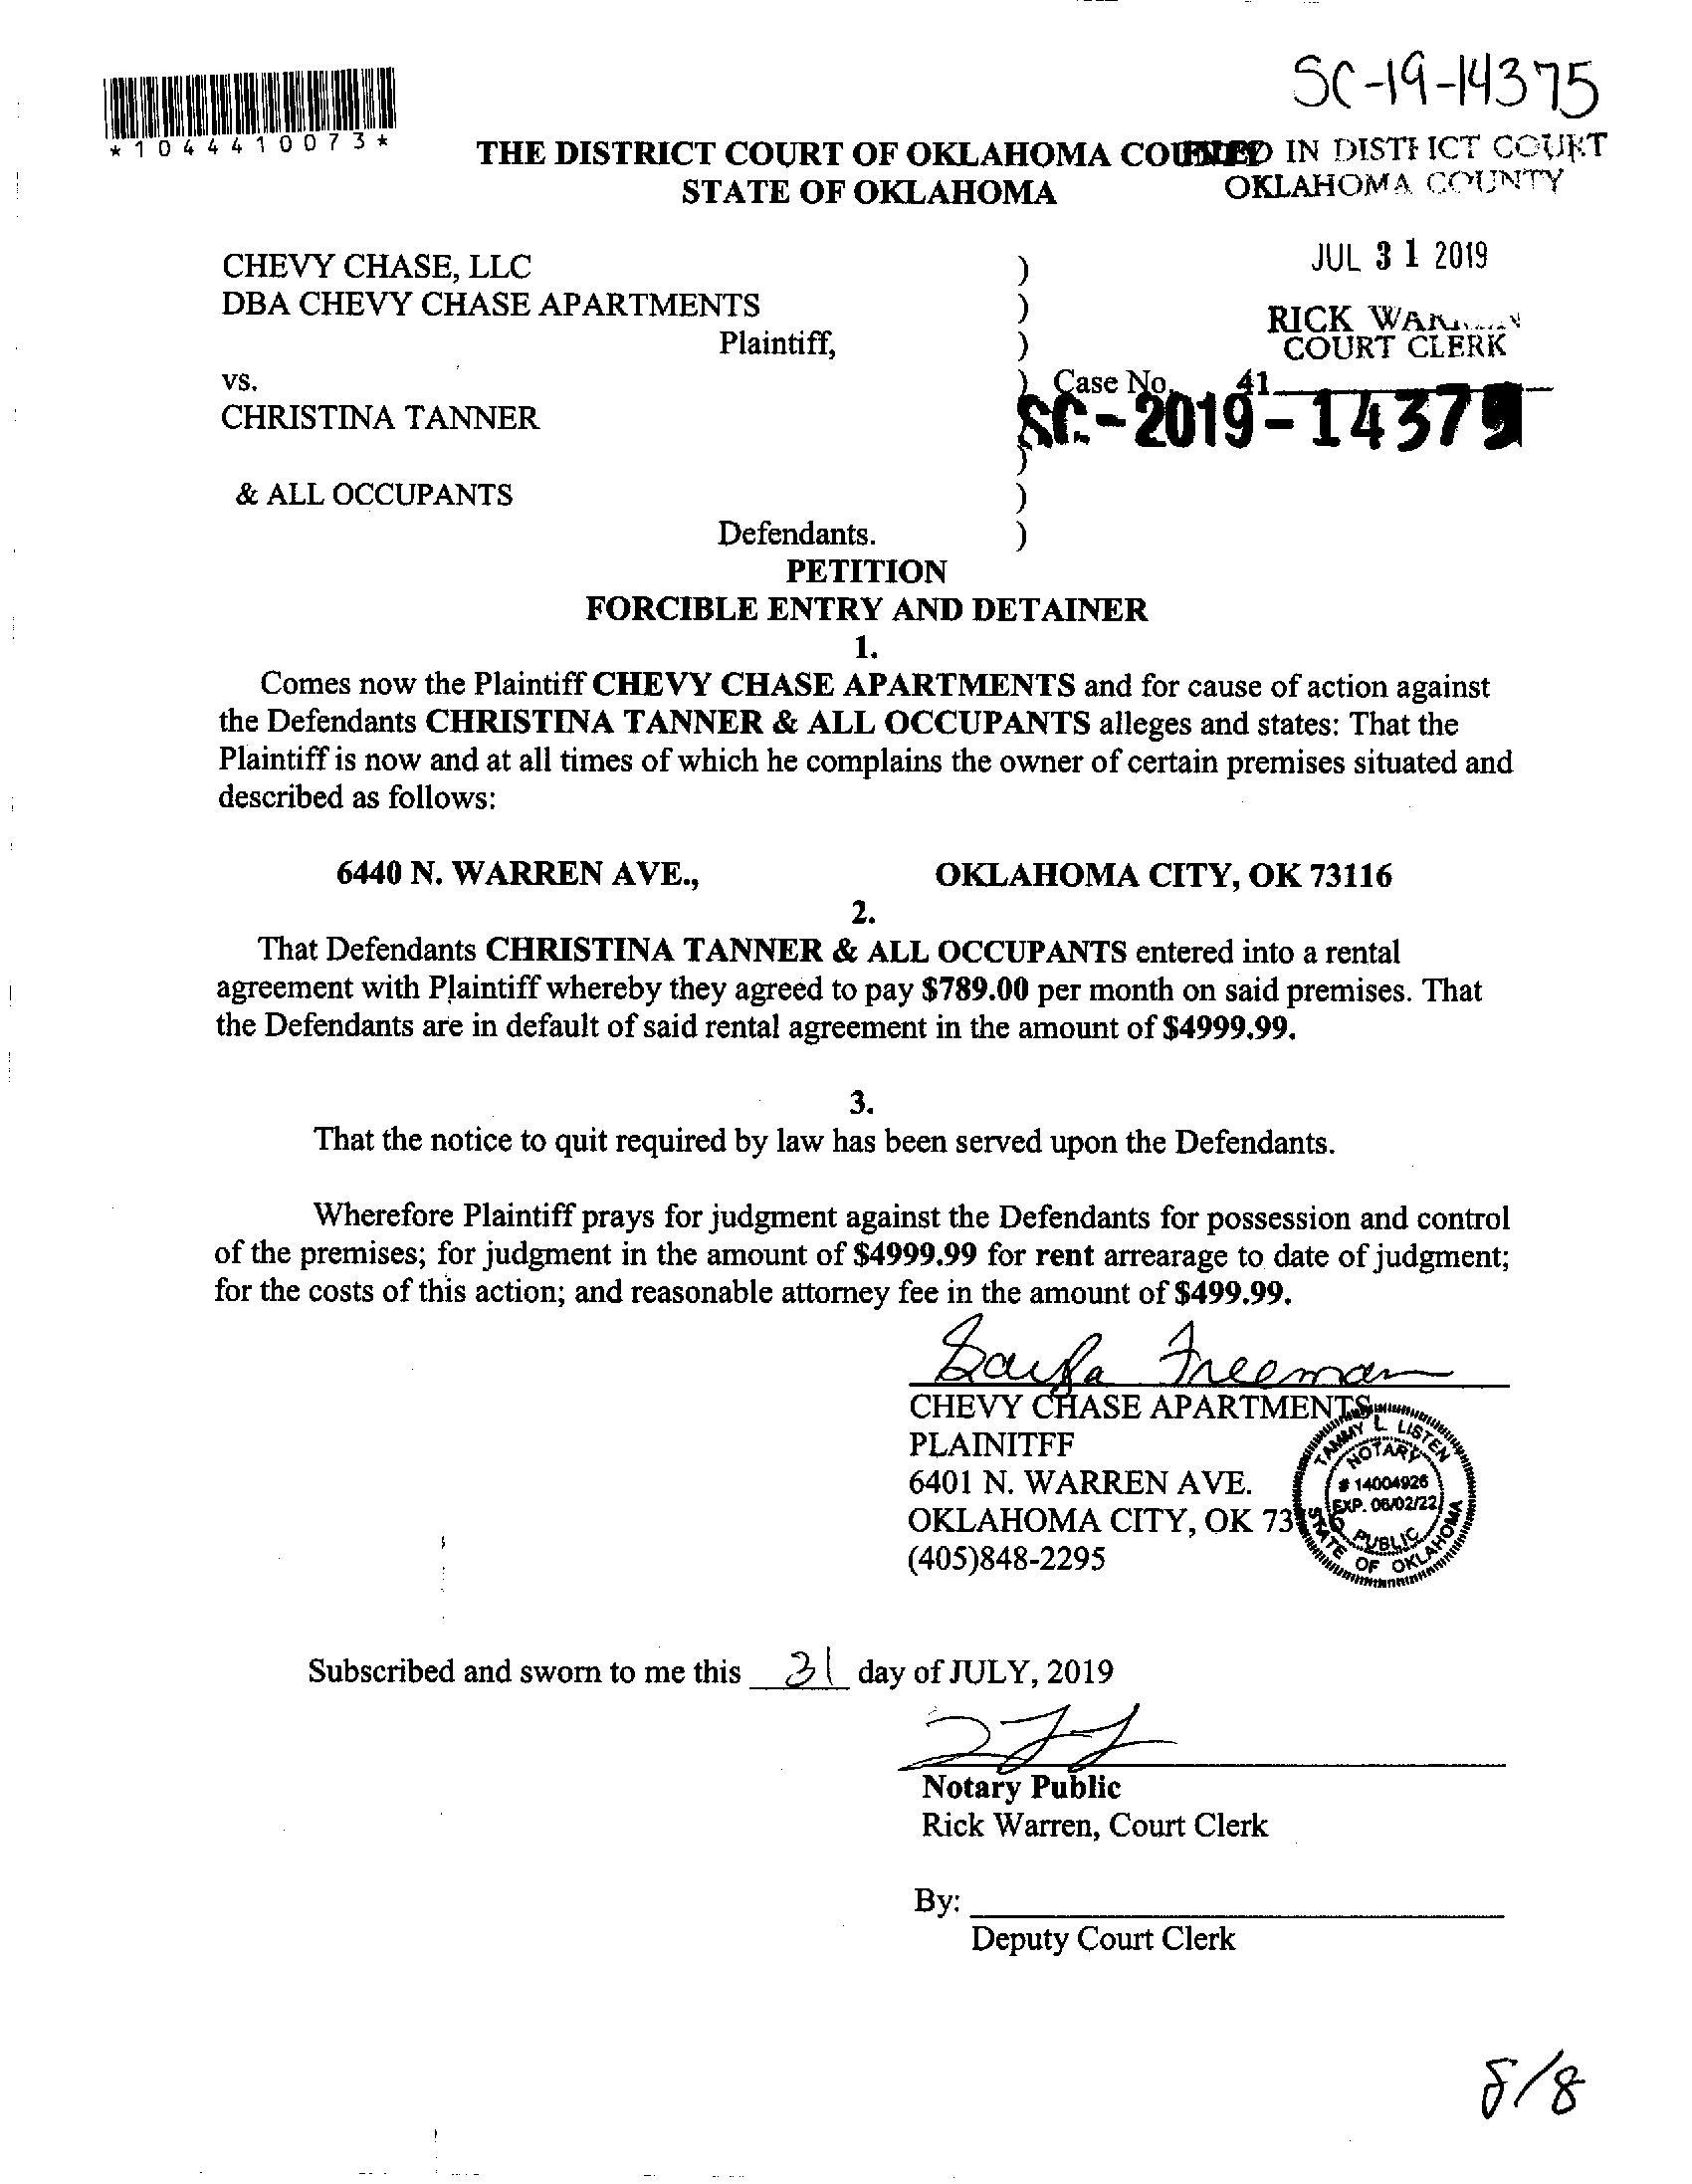 SC-19-14375
*1044410073*
THE DISTRICT COURT OF OKLAHOMA
STATE OF OKLAHOMA
IN COURT
OKLAHOMA COUNTY
JUL 31 2019
RICK
COURT CLERK
CHEVY CHASE, LLC )
DBA CHEVY CHASE APARTMENTS )
Plaintiff, )
vs. ) Case No. 41
SC-2019-1437
CHRISTINA TANNER
)
& ALL OCCUPANTS )
Defendants. )
PETITION
FORCIBLE ENTRY AND DETAINER
1.
Comes now the Plaintiff CHEVY CHASE APARTMENTS and for cause of action against
the Defendants CHRISTINA TANNER & ALL OCCUPANTS alleges and states: That the
Plaintiff is now and at all times of which he complains the owner of certain premises situated and
described as follows:
6440 N. WARREN AVE., OKLAHOMA CITY, OK 73116
2.
That Defendants CHRISTINA TANNER & ALL OCCUPANTS entered into a rental
agreement with Plaintiff whereby they agreed to pay $789.00 per month on said premises. That
the Defendants are in default of said rental agreement in the amount of $4999.99.
3.
That the notice to quit required by law has been served upon the Defendants.
Wherefore Plaintiff prays for judgment against the Defendants for possession and control
of the premises; for judgment in the amount of $4999.99 for rent arrearage to date of judgment;
for the costs of this action; and reasonable attorney fee in the amount of $499.99.
Freeman
CHEVY CHASE APARTMENTS
PLAINITFF
6401 N. WARREN AVE.
OKLAHOMA CITY, OK
(405)848-2295
TAMMY L LISTEN
NOTARY
# 14004926
EXP. 06/02/22
PUBLIC
STATE OF OKLAHOMA
Subscribed and sworn to me this 31 day of JULY, 2019
Notary Public
Rick Warren, Court Clerk
By:
Deputy Court Clerk
8/8